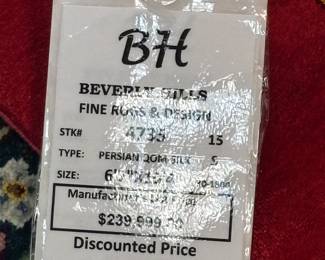 BH
BEVERLY HILLS
FINE RUGS & DESIGN
STK# 4735 15
TYPE: PERSIAN QOM SILK S
SIZE:
Manufacturer's
$239,999.00
Discounted Price